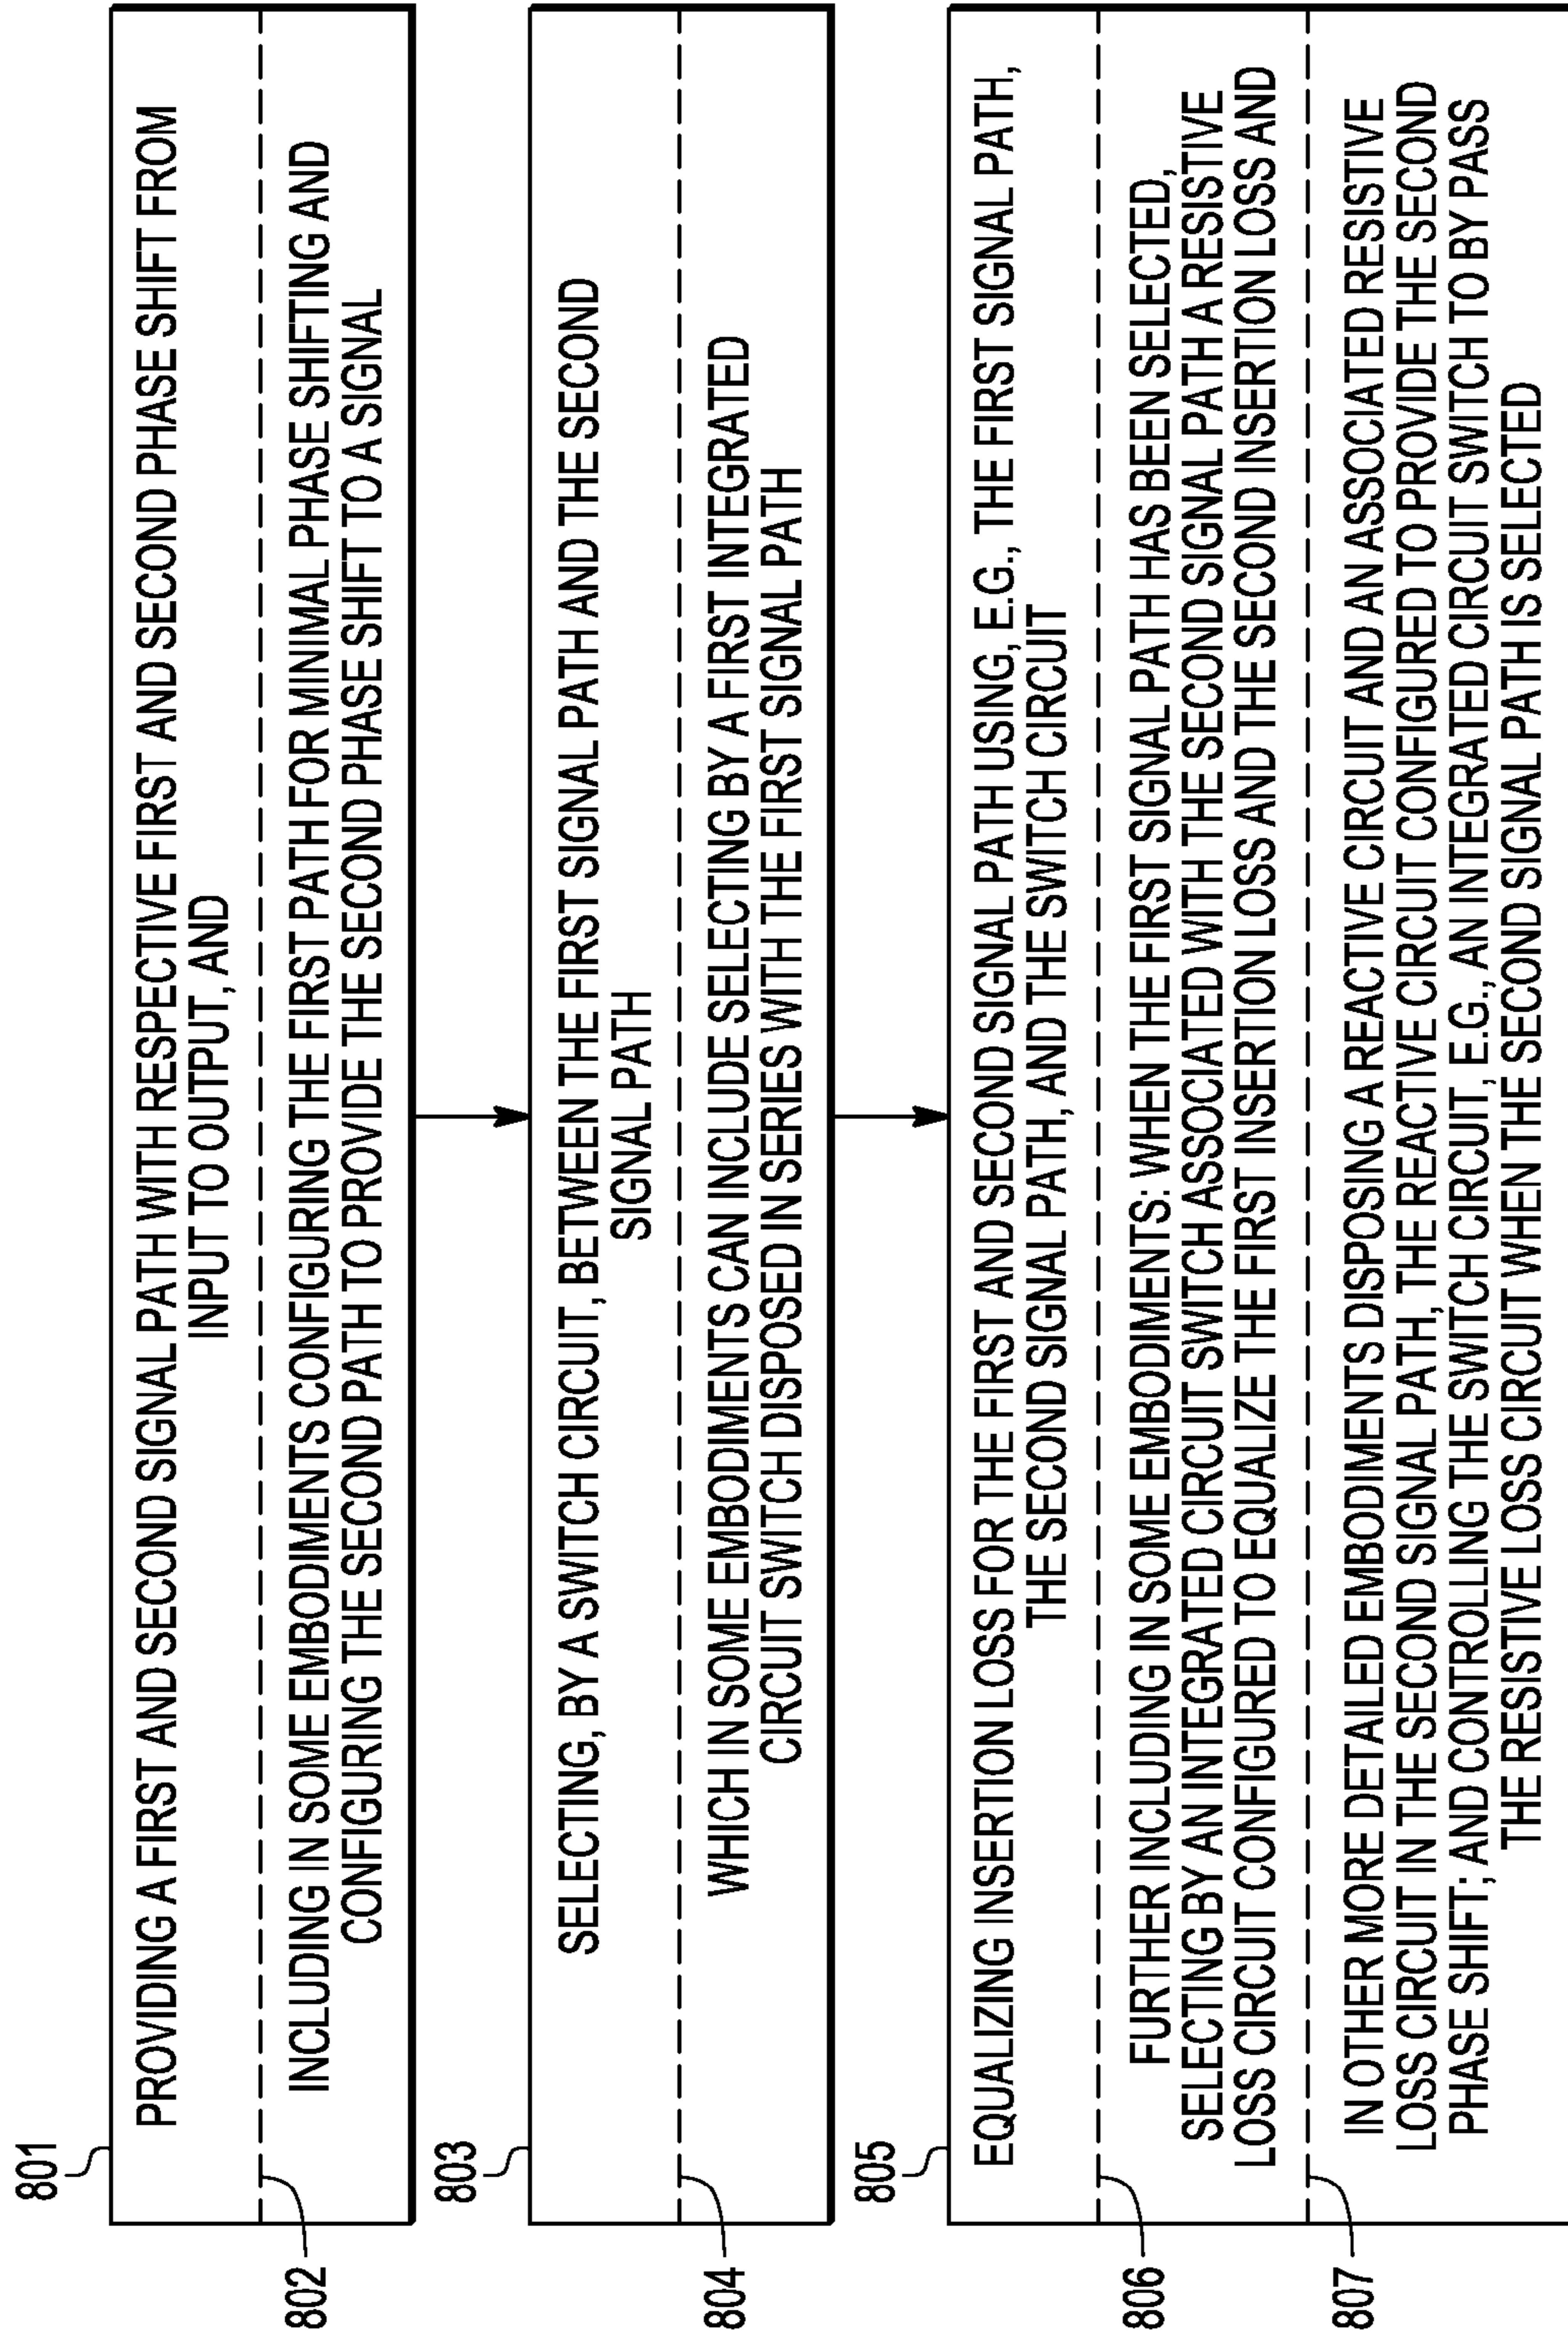 801
PROVIDING A FIRST AND SECOND SIGNAL PATH WITH RESPECTIVE FIRST AND SECOND PHASE SHIFT FROM
INPUT TO OUTPUT, AND
802
INCLUDING IN SOME EMBODIMENTS CONFIGURING THE FIRST PATH FOR MINIMAL PHASE SHIFTING AND
CONFIGURING THE SECOND PATH TO PROVIDE THE SECOND PHASE SHIFT TO A SIGNAL
803
SELECTING, BY A SWITCH CIRCUIT, BETWEEN THE FIRST SIGNAL PATH AND THE SECOND
SIGNAL PATH
804
WHICH IN SOME EMBODIMENTS CAN INCLUDE SELECTING BY A FIRST INTEGRATED
CIRCUIT SWITCH DISPOSED IN SERIES WITH THE FIRST SIGNAL PATH
805
EQUALIZING INSERTION LOSS FOR THE FIRST AND SECOND SIGNAL PATH USING, E.G., THE FIRST SIGNAL PATH,
THE SECOND SIGNAL PATH, AND THE SWITCH CIRCUIT
806
FURTHER INCLUDING IN SOME EMBODIMENTS: WHEN THE FIRST SIGNAL PATH HAS BEEN SELECTED,
SELECTING BY AN INTEGRATED CIRCUIT SWITCH ASSOCIATED WITH THE SECOND SIGNAL PATH A RESISTIVE
LOSS CIRCUIT CONFIGURED TO EQUALIZE THE FIRST INSERTION LOSS AND THE SECOND INSERTION LOSS AND
807
IN OTHER MORE DETAILED EMBODIMENTS DISPOSING A REACTIVE CIRCUIT AND AN ASSOCIATED RESISTIVE
LOSS CIRCUIT IN THE SECOND SIGNAL PATH, THE REACTIVE CIRCUIT CONFIGURED TO PROVIDE THE SECOND
PHASE SHIFT; AND CONTROLLING THE SWITCH CIRCUIT, E.G., AN INTEGRATED CIRCUIT SWITCH TO BY PASS
THE RESISTIVE LOSS CIRCUIT WHEN THE SECOND SIGNAL PATH IS SELECTED